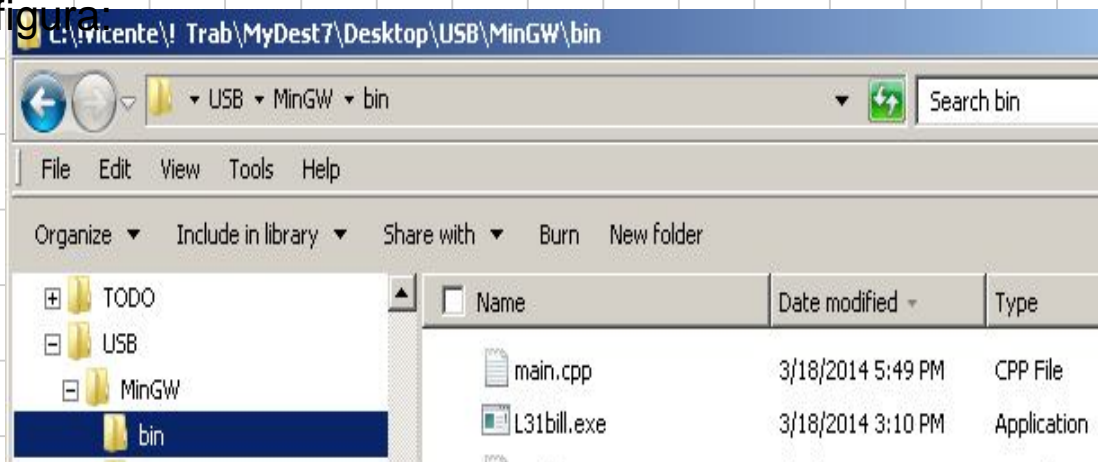 figura:
C:\!Vicente\! Trab\MyDest7\Desktop\USB\MinGW\bin
USB MinGW bin Search bin
File Edit View Tools Help
Organize Include in library Share with Burn New folder
TODO Name Date modified Type
USB
main.cpp 3/18/2014 5:49 PM CPP File
MinGW
L31bill.exe 3/18/2014 3:10 PM Application
bin